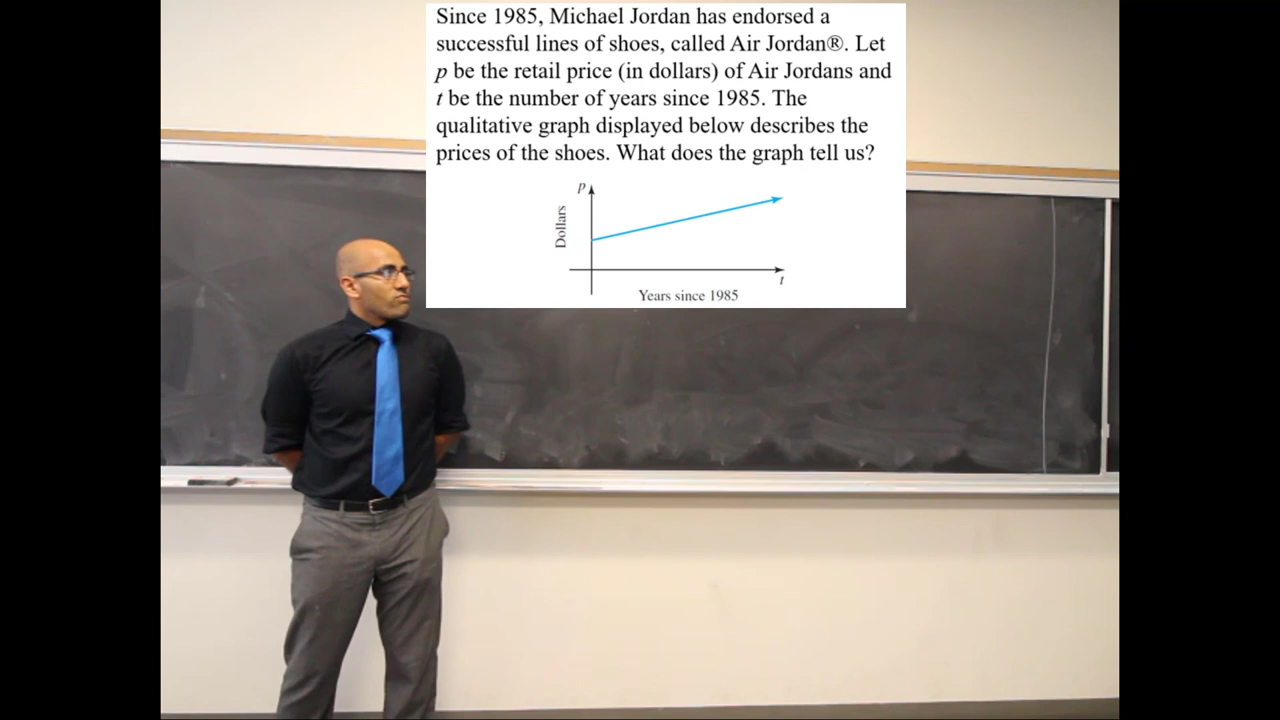 Since 1985, Michael Jordan has endorsed a
successful lines of shoes, called Air Jordan®. Let
p be the retail price (in dollars) of Air Jordans and
t be the number of years since 1985. The
qualitative graph displayed below describes the
prices of the shoes. What does the graph tell us?
p
Dollars
t
Years since 1985